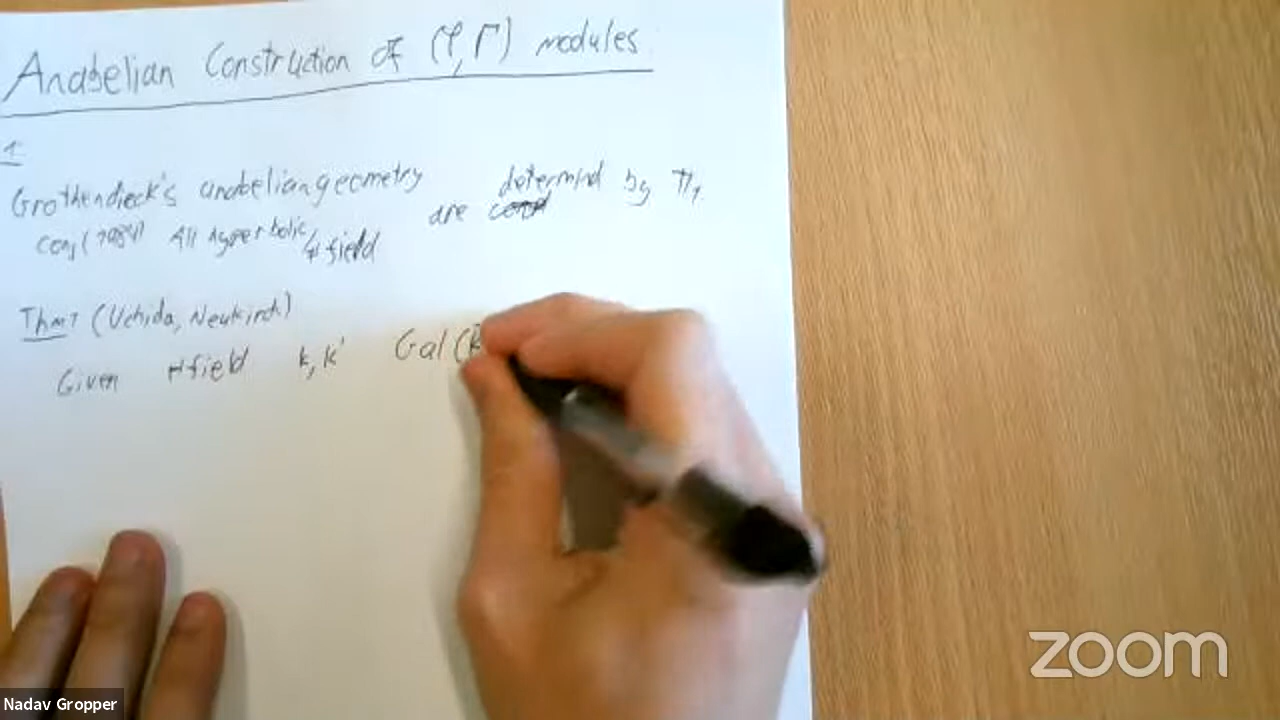 Anabelian Construction of (φ,Γ) modules
1
Grothendieck's anabelian geometry are determind by π₁
conj (1984) All hyperbolic # field
Thm: (Uchida, Neukirch)
Given #field k, k' Gal(k
Nadav Gropper
zoom